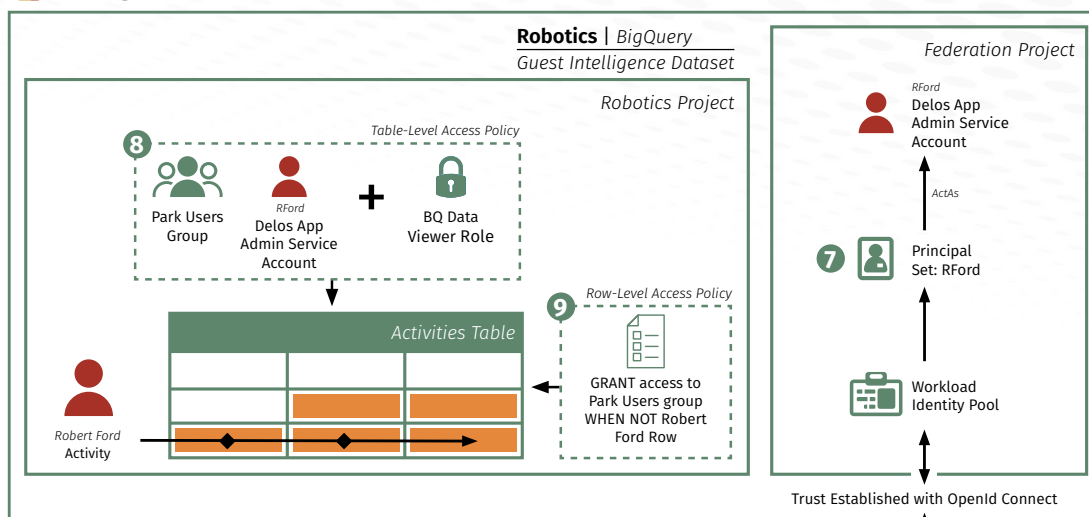 Robotics | BigQuery
Guest Intelligence Dataset
Robotics Project
Table-Level Access Policy
8
Park Users
Group
RFord
Delos App
Admin Service
Account
+
BQ Data
Viewer Role
Activities Table
Robert Ford
Activity
Row-Level Access Policy
9
GRANT access to
Park Users group
WHEN NOT Robert
Ford Row
Federation Project
RFord
Delos App
Admin Service
Account
ActAs
7
Principal
Set: RFord
Workload
Identity Pool
Trust Established with OpenId Connect